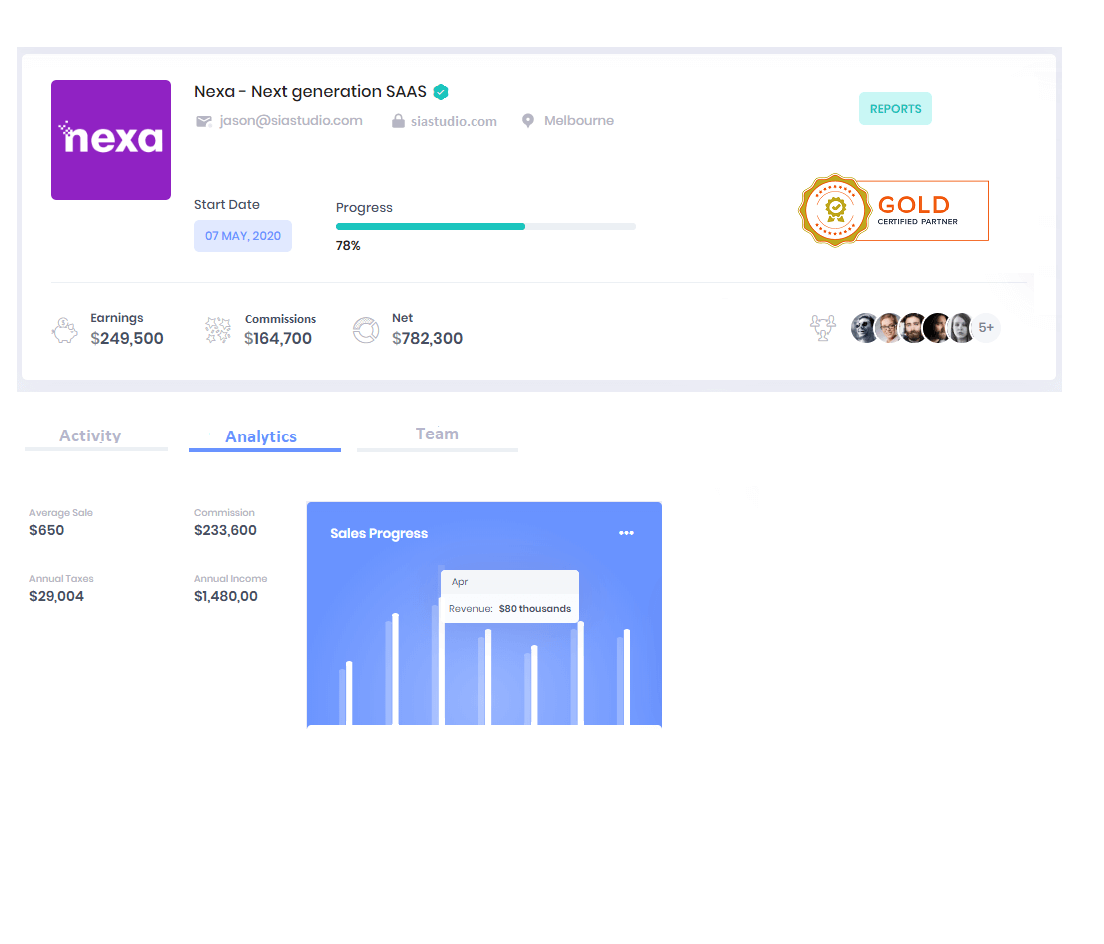 nexa
Nexa - Next generation SAAS
jason@siastudio.com
siastudio.com
Melbourne
REPORTS
Start Date
07 MAY, 2020
Progress
78%
GOLD
CERTIFIED PARTNER
Earnings
$249,500
Commissions
$164,700
Net
$782,300
5+
Activity
Analytics
Team
Average Sale
$650
Commission
$233,600
Annual Taxes
$29,004
Annual Income
$1,480,00
Sales Progress
Apr
Revenue: $80 thousands